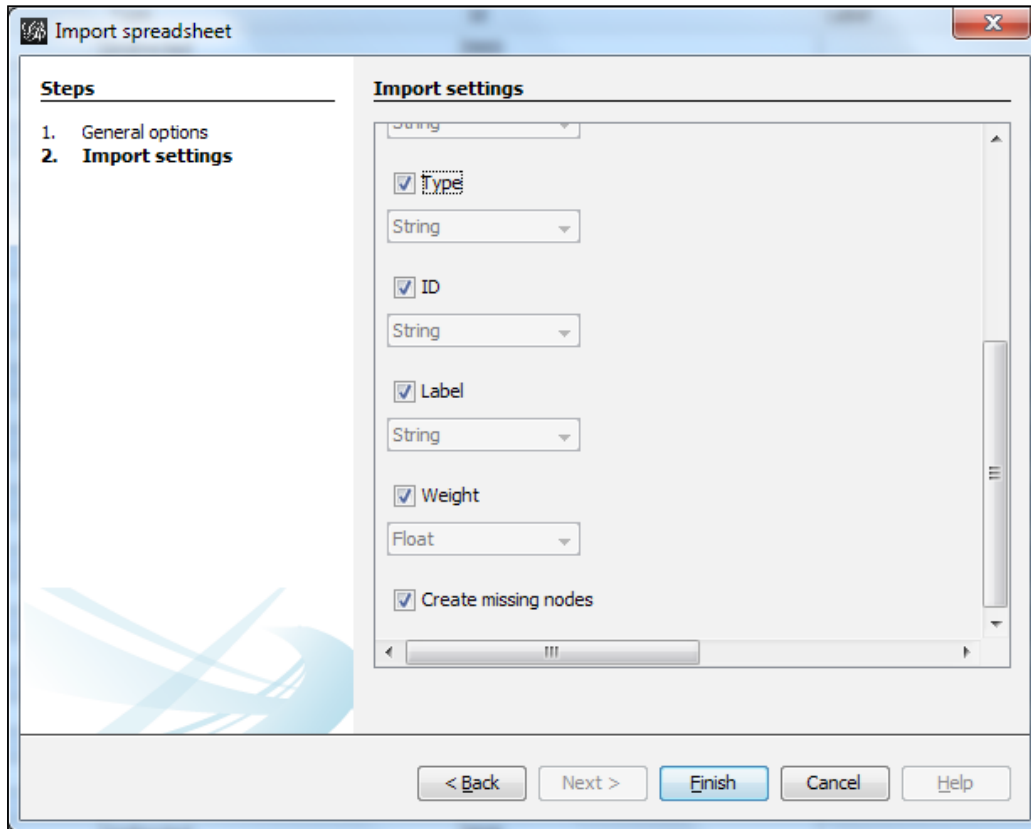 Import spreadsheet
Steps
1. General options
2. Import settings
Import settings
String
Type
String
ID
String
Label
String
Weight
Float
Create missing nodes
< Back
Next >
Finish
Cancel
Help